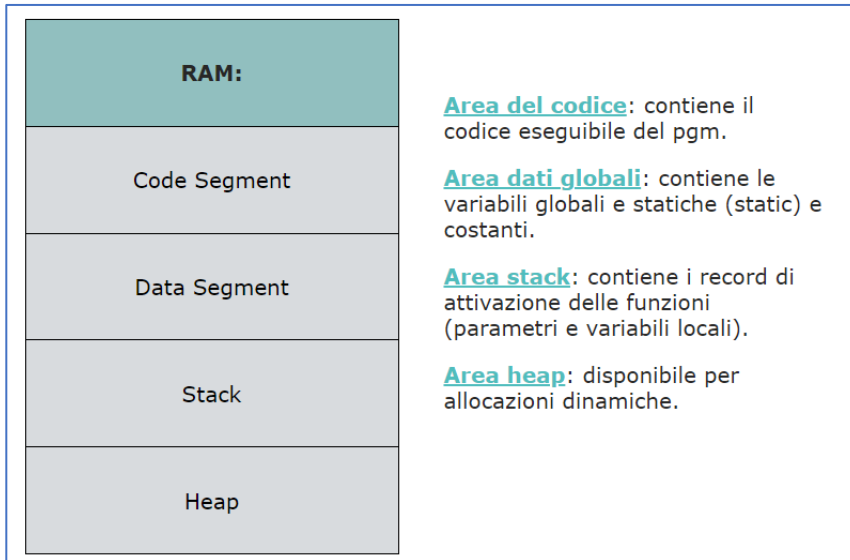 RAM:
Code Segment
Data Segment
Stack
Heap
Area del codice: contiene il
codice eseguibile del pgm.
Area dati globali: contiene le
variabili globali e statiche (static) e
costanti.
Area stack: contiene i record di
attivazione delle funzioni
(parametri e variabili locali).
Area heap: disponibile per
allocazioni dinamiche.